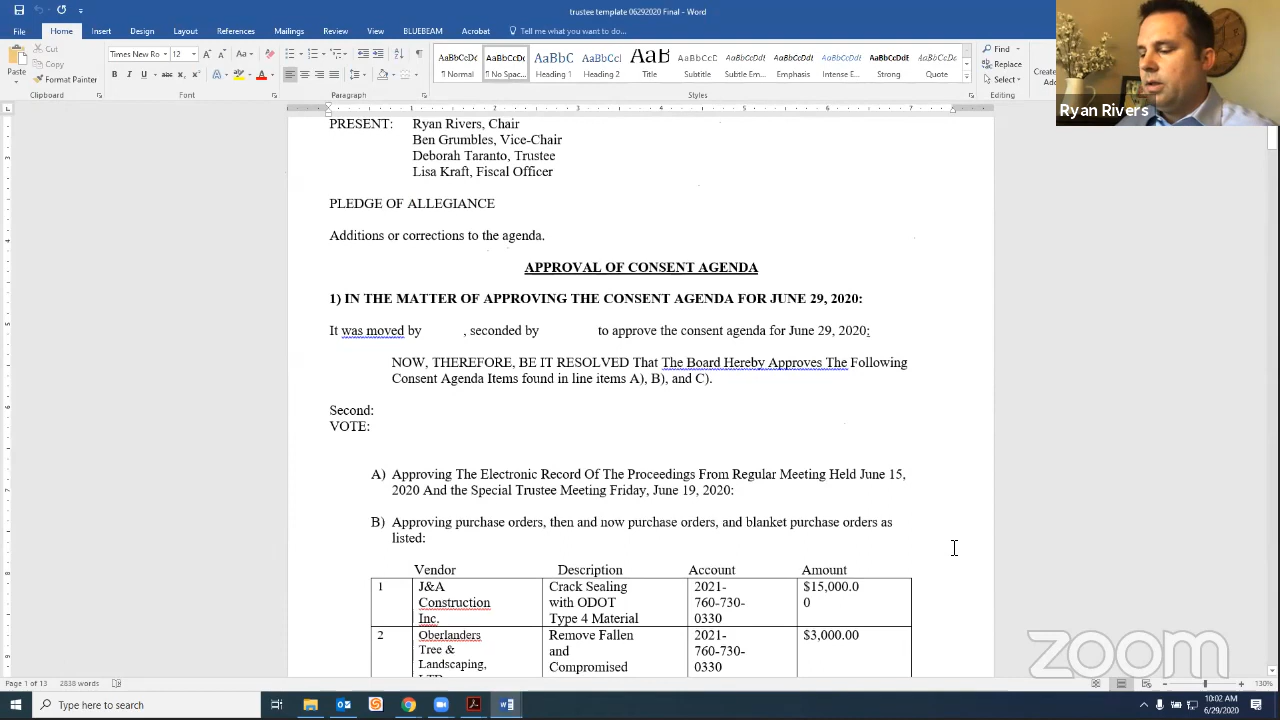 trustee template 06292020 Final - Word
File Home Insert Design Layout References Mailings Review View BLUEBEAM Acrobat Tell me what you want to do...
Cut
Copy
Paste
Format Painter
Clipboard
Times New Ro 12
Font
Paragraph
AaBbCcDc AaBbCcDc AaBbC AaBbCc AaB AaBbCcD
¶ Normal ¶ No Spac... Heading 1 Heading 2 Title Subtitle Subtle Em... Emphasis Intense E... Strong Quote
Styles
Find
Replace
Select
Editing
Ryan Rivers
PRESENT: Ryan Rivers, Chair
Ben Grumbles, Vice-Chair
Deborah Taranto, Trustee
Lisa Kraft, Fiscal Officer
PLEDGE OF ALLEGIANCE
Additions or corrections to the agenda.
APPROVAL OF CONSENT AGENDA
1) IN THE MATTER OF APPROVING THE CONSENT AGENDA FOR JUNE 29, 2020:
It was moved by , seconded by to approve the consent agenda for June 29, 2020:
NOW, THEREFORE, BE IT RESOLVED That The Board Hereby Approves The Following
Consent Agenda Items found in line items A), B), and C).
Second:
VOTE:
A) Approving The Electronic Record Of The Proceedings From Regular Meeting Held June 15,
2020 And the Special Trustee Meeting Friday, June 19, 2020:
B) Approving purchase orders, then and now purchase orders, and blanket purchase orders as
listed:
Vendor Description Account Amount
1 J&A Crack Sealing 2021- $15,000.0
Construction with ODOT 760-730- 0
Inc. Type 4 Material 0330
2 Oberlanders Remove Fallen 2021- $3,000.00
Tree & and 760-730-
Landscaping, Compromised 0330
zoom
Page 1 of 13 2838 words 130%
Type here to search
10:02 AM
6/29/2020